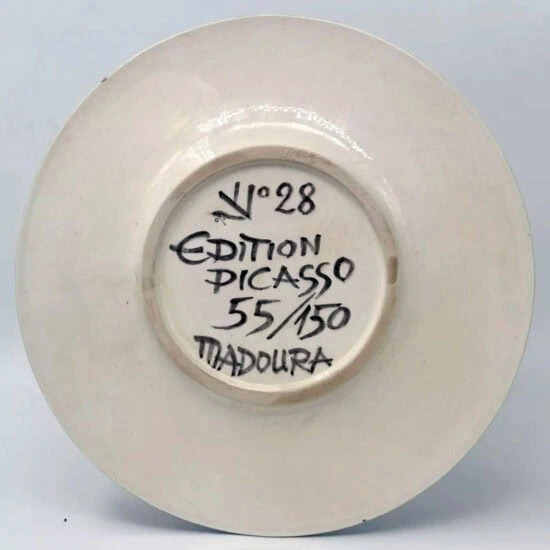 N° 28
EDITION
PICASSO
55/150
MADOURA